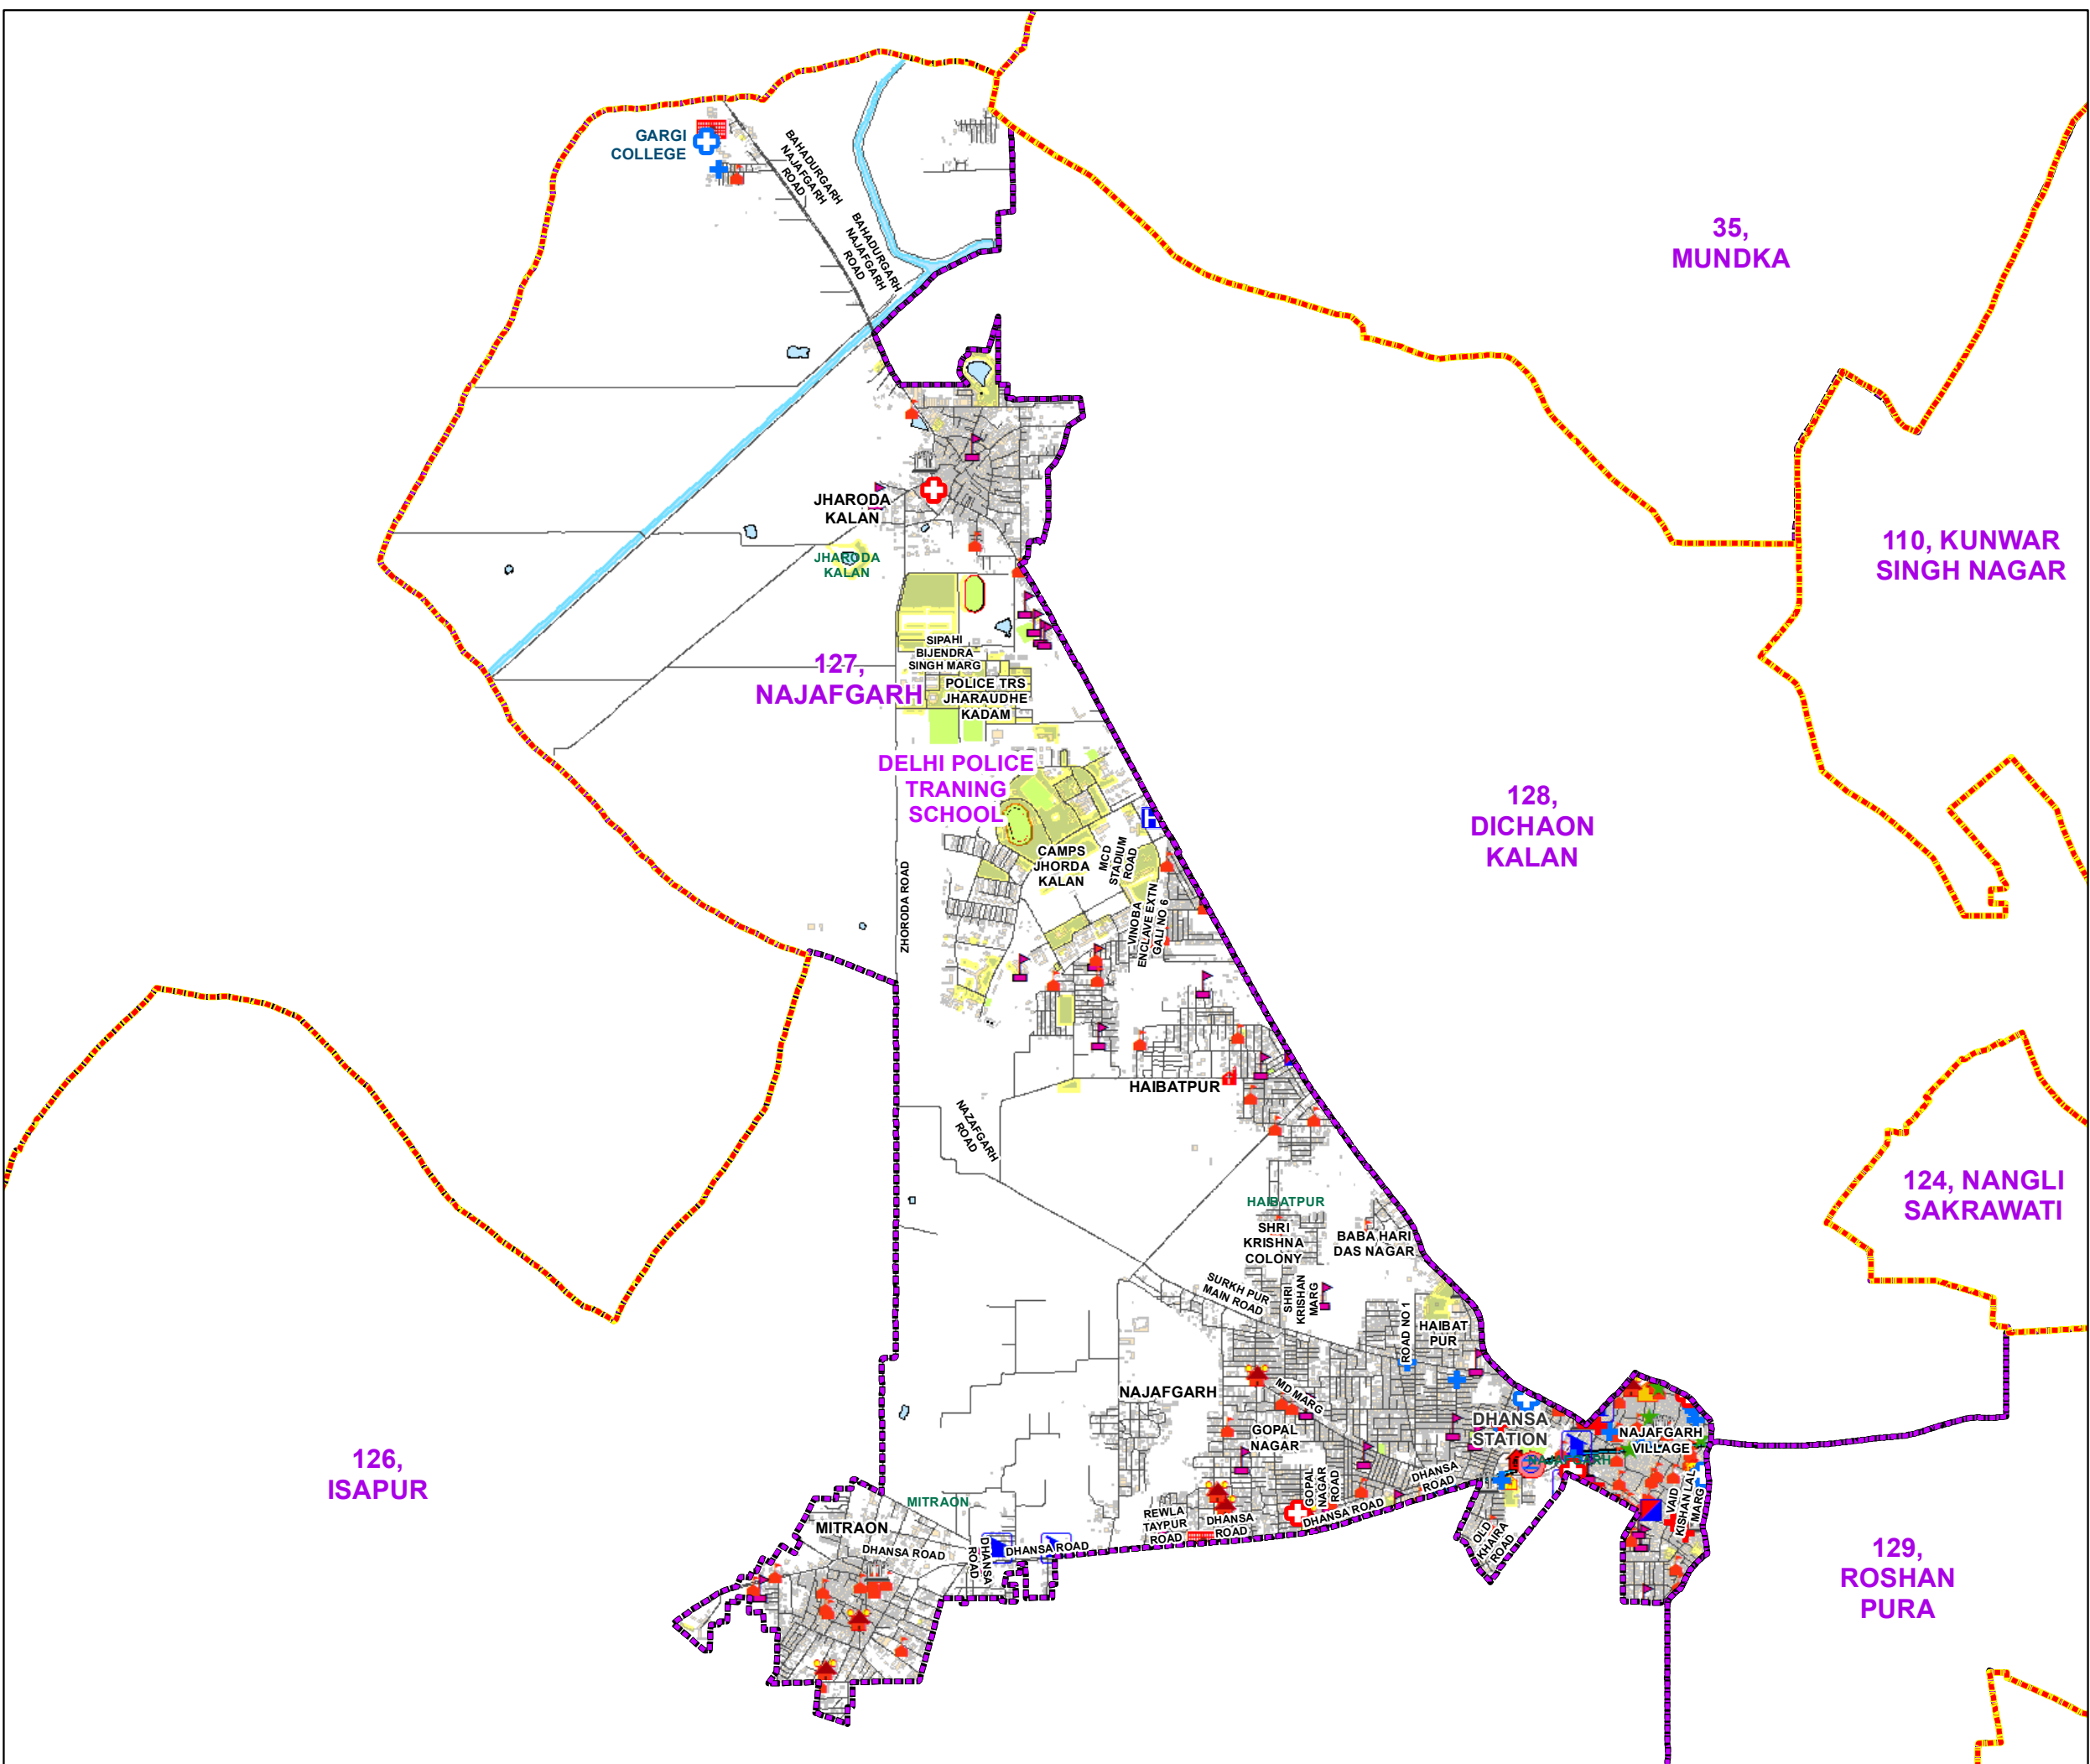 GARGI
COLLEGE
BAHADURGARH
NAJAFGARH
ROAD
BAHADURGARH
NAJAFGARH
ROAD
35,
MUNDKA
JHARODA
KALAN
JHARODA
KALAN
110, KUNWAR
SINGH NAGAR
SIPAHI
BIJENDRA
SINGH MARG
127,
NAJAFGARH
POLICE TRS
JHARAUDHE
KADAM
DELHI POLICE
TRANING
SCHOOL
128,
DICHAON
KALAN
CAMPS
JHORDA
KALAN
MCD
STADIUM
ROAD
ZHORODA ROAD
VINOBA
ENCLAVE EXTN
GALI NO 6
HAIBATPUR
NAZAFGARH
ROAD
124, NANGLI
SAKRAWATI
HAIBATPUR
SHRI
KRISHNA
COLONY
BABA HARI
DAS NAGAR
SURKH PUR
MAIN ROAD
SHRI
KRISHAN
MARG
ROAD NO 1
HAIBAT
PUR
NAJAFGARH
MD MARG
DHANSA
STATION
GOPAL
NAGAR
NAJAFGARH
VILLAGE
NAJAFGARH
126,
ISAPUR
MITRAON
MITRAON
DHANSA ROAD
DHANSA
ROAD
DHANSA ROAD
REWLA
TAYPUR
ROAD
DHANSA
ROAD
GOPAL
NAGAR
ROAD
DHANSA ROAD
DHANSA
ROAD
OLD
KHAIRA
ROAD
VAID
KISHAN LAL
MARG
129,
ROSHAN
PURA